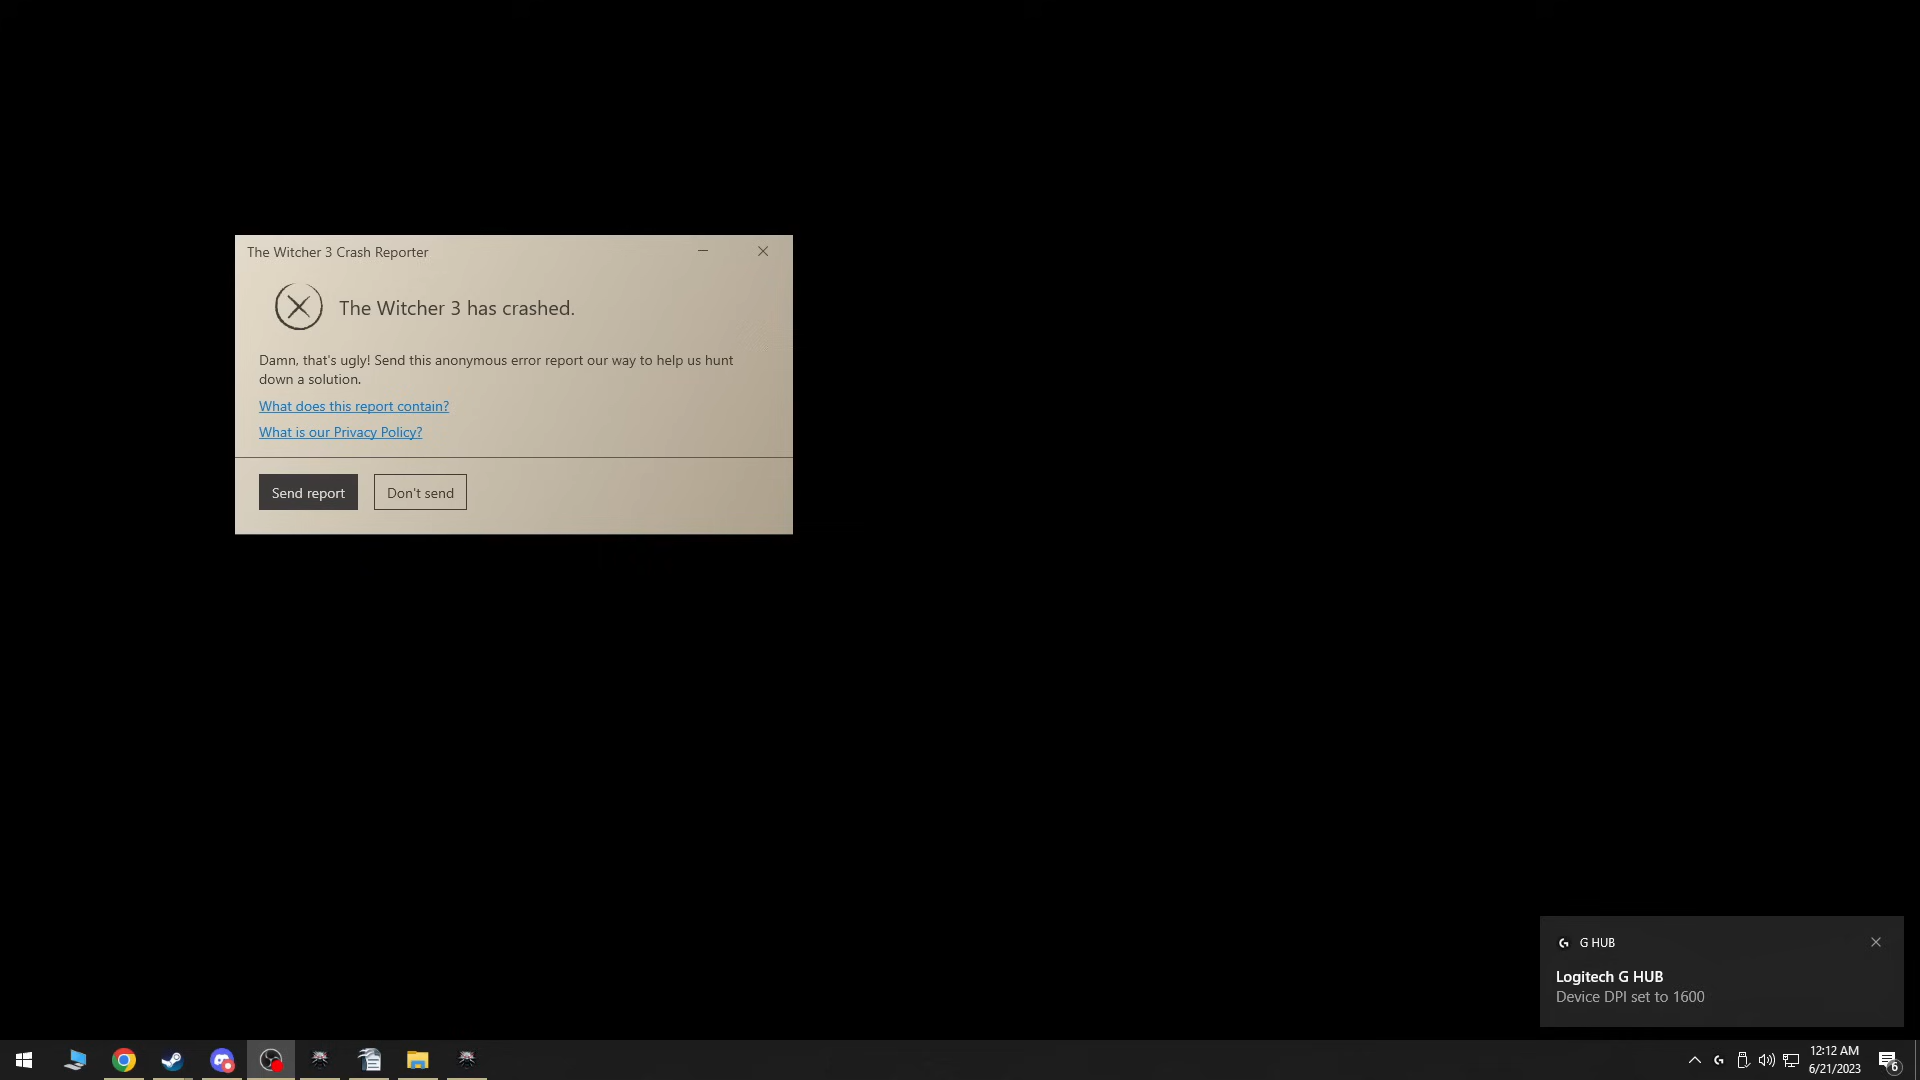 The Witcher 3 Crash Reporter
The Witcher 3 has crashed.
Damn, that's ugly! Send this anonymous error report our way to help us hunt
down a solution.
What does this report contain?
What is our Privacy Policy?
Send report
Don't send
G HUB
Logitech G HUB
Device DPI set to 1600
12:12 AM
6/21/2023
6